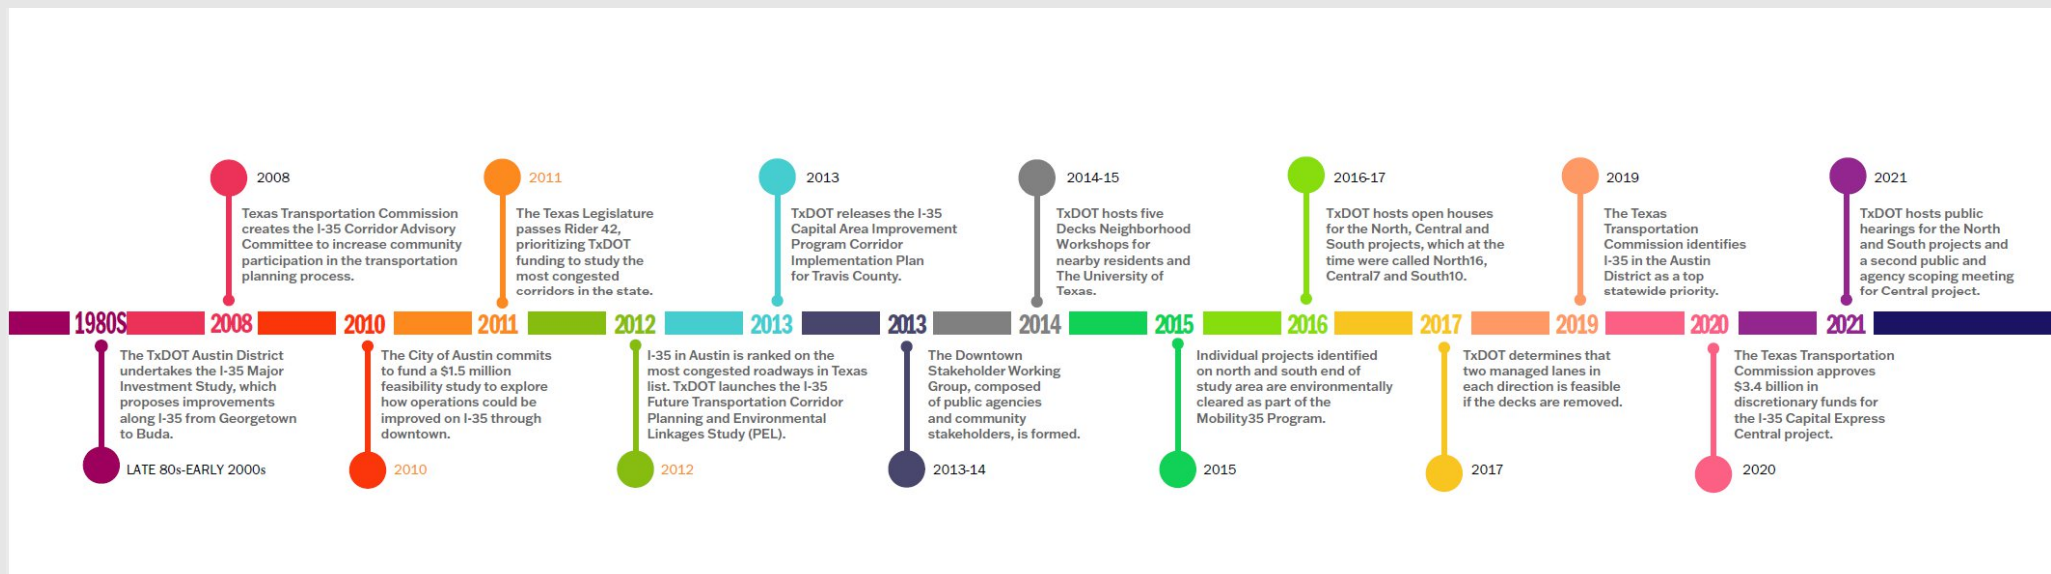 2008
Texas Transportation Commission
creates the I-35 Corridor Advisory
Committee to increase community
participation in the transportation
planning process.
2011
The Texas Legislature
passes Rider 42,
prioritizing TxDOT
funding to study the
most congested
corridors in the state.
2013
TxDOT releases the I-35
Capital Area Improvement
Program Corridor
Implementation Plan
for Travis County.
2014-15
TxDOT hosts five
Decks Neighborhood
Workshops for
nearby residents and
The University of
Texas.
2016-17
TxDOT hosts open houses
for the North, Central and
South projects, which at the
time were called North16,
Central7 and South10.
2019
The Texas
Transportation
Commission identifies
I-35 in the Austin
District as a top
statewide priority.
2021
TxDOT hosts public
hearings for the North
and South projects and
a second public and
agency scoping meeting
for Central project.
1980S 2008 2010 2011 2012 2013 2013 2014 2015 2016 2017 2019 2020 2021
The TxDOT Austin District
undertakes the I-35 Major
Investment Study, which
proposes improvements
along I-35 from Georgetown
to Buda.
LATE 80s-EARLY 2000s
The City of Austin commits
to fund a $1.5 million
feasibility study to explore
how operations could be
improved on I-35 through
downtown.
2010
I-35 in Austin is ranked on the
most congested roadways in Texas
list. TxDOT launches the I-35
Future Transportation Corridor
Planning and Environmental
Linkages Study (PEL).
2012
The Downtown
Stakeholder Working
Group, composed
of public agencies
and community
stakeholders, is formed.
2013-14
Individual projects identified
on north and south end of
study area are environmentally
cleared as part of the
Mobility35 Program.
2015
TxDOT determines that
two managed lanes in
each direction is feasible
if the decks are removed.
2017
The Texas Transportation
Commission approves
$3.4 billion in
discretionary funds for
the I-35 Capital Express
Central project.
2020